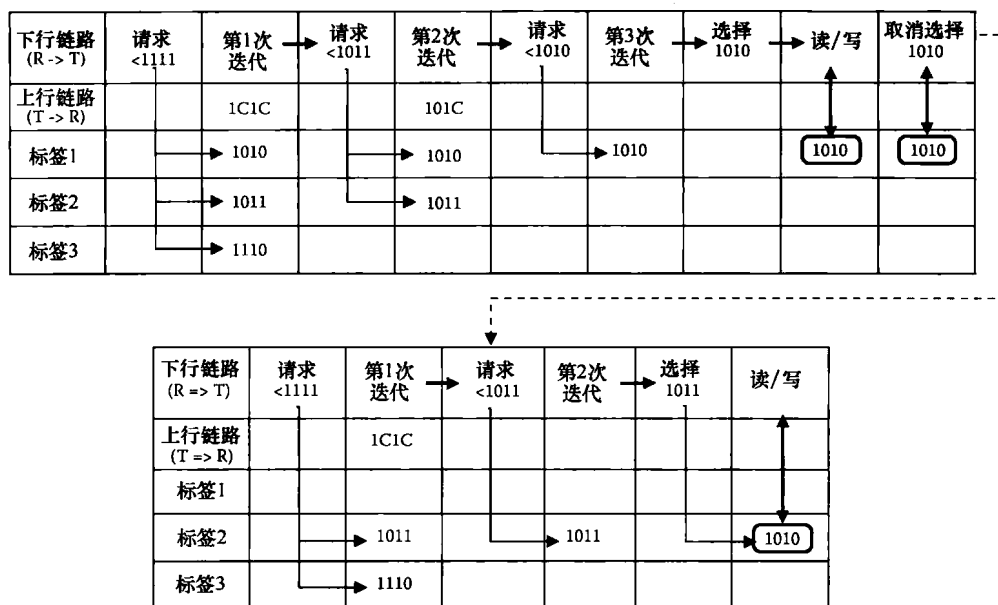 下行链路 请求 第1次 请求 第2次 请求 第3次 选择 读/写 取消选择
(R -> T) <1111 迭代 <1011 迭代 <1010 迭代 1010 1010
上行链路 1C1C 101C
(T -> R)
标签1 1010 1010 1010 1010 1010
标签2 1011 1011
标签3 1110
下行链路 请求 第1次 请求 第2次 选择 读/写
(R => T) <1111 迭代 <1011 迭代 1011
上行链路 1C1C
(T => R)
标签1
标签2 1011 1011 1010
标签3 1110